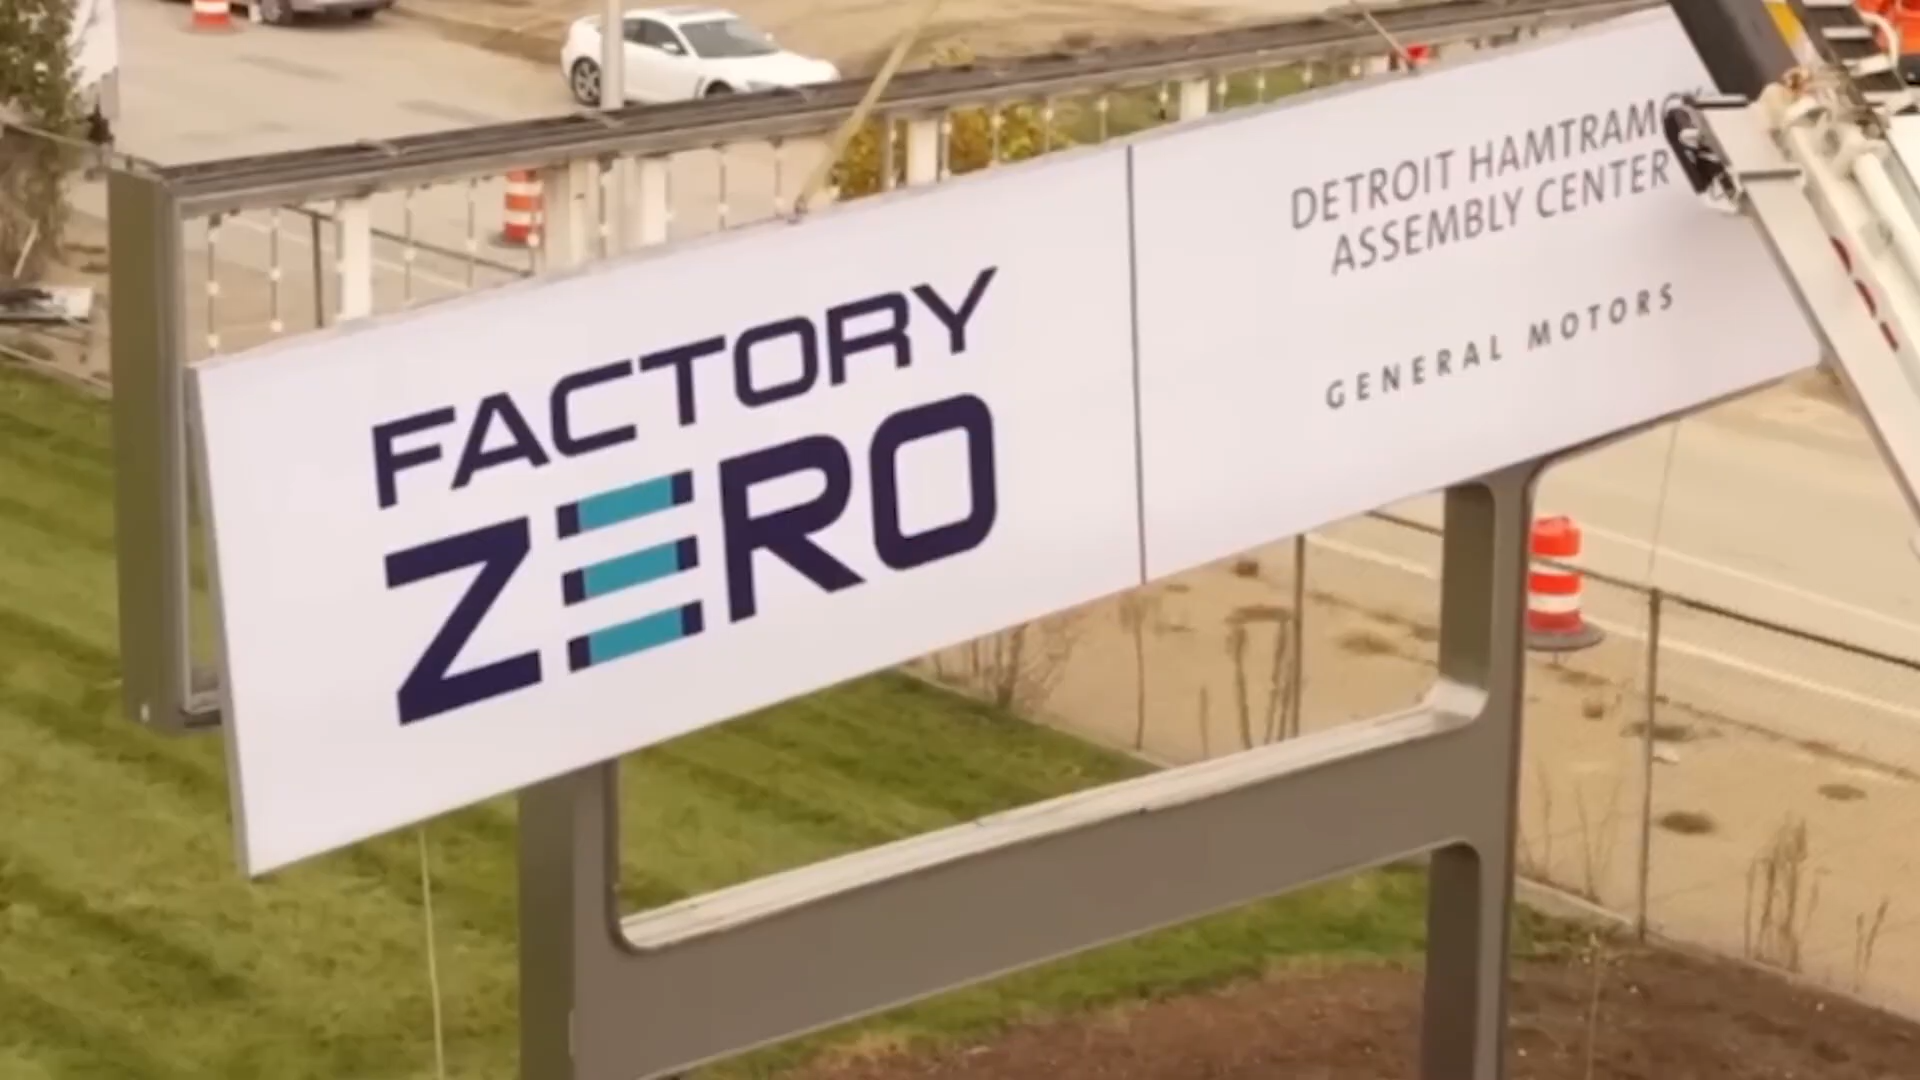 FACTORY
ZERO
DETROIT HAMTRAMCK
ASSEMBLY CENTER
GENERAL MOTORS